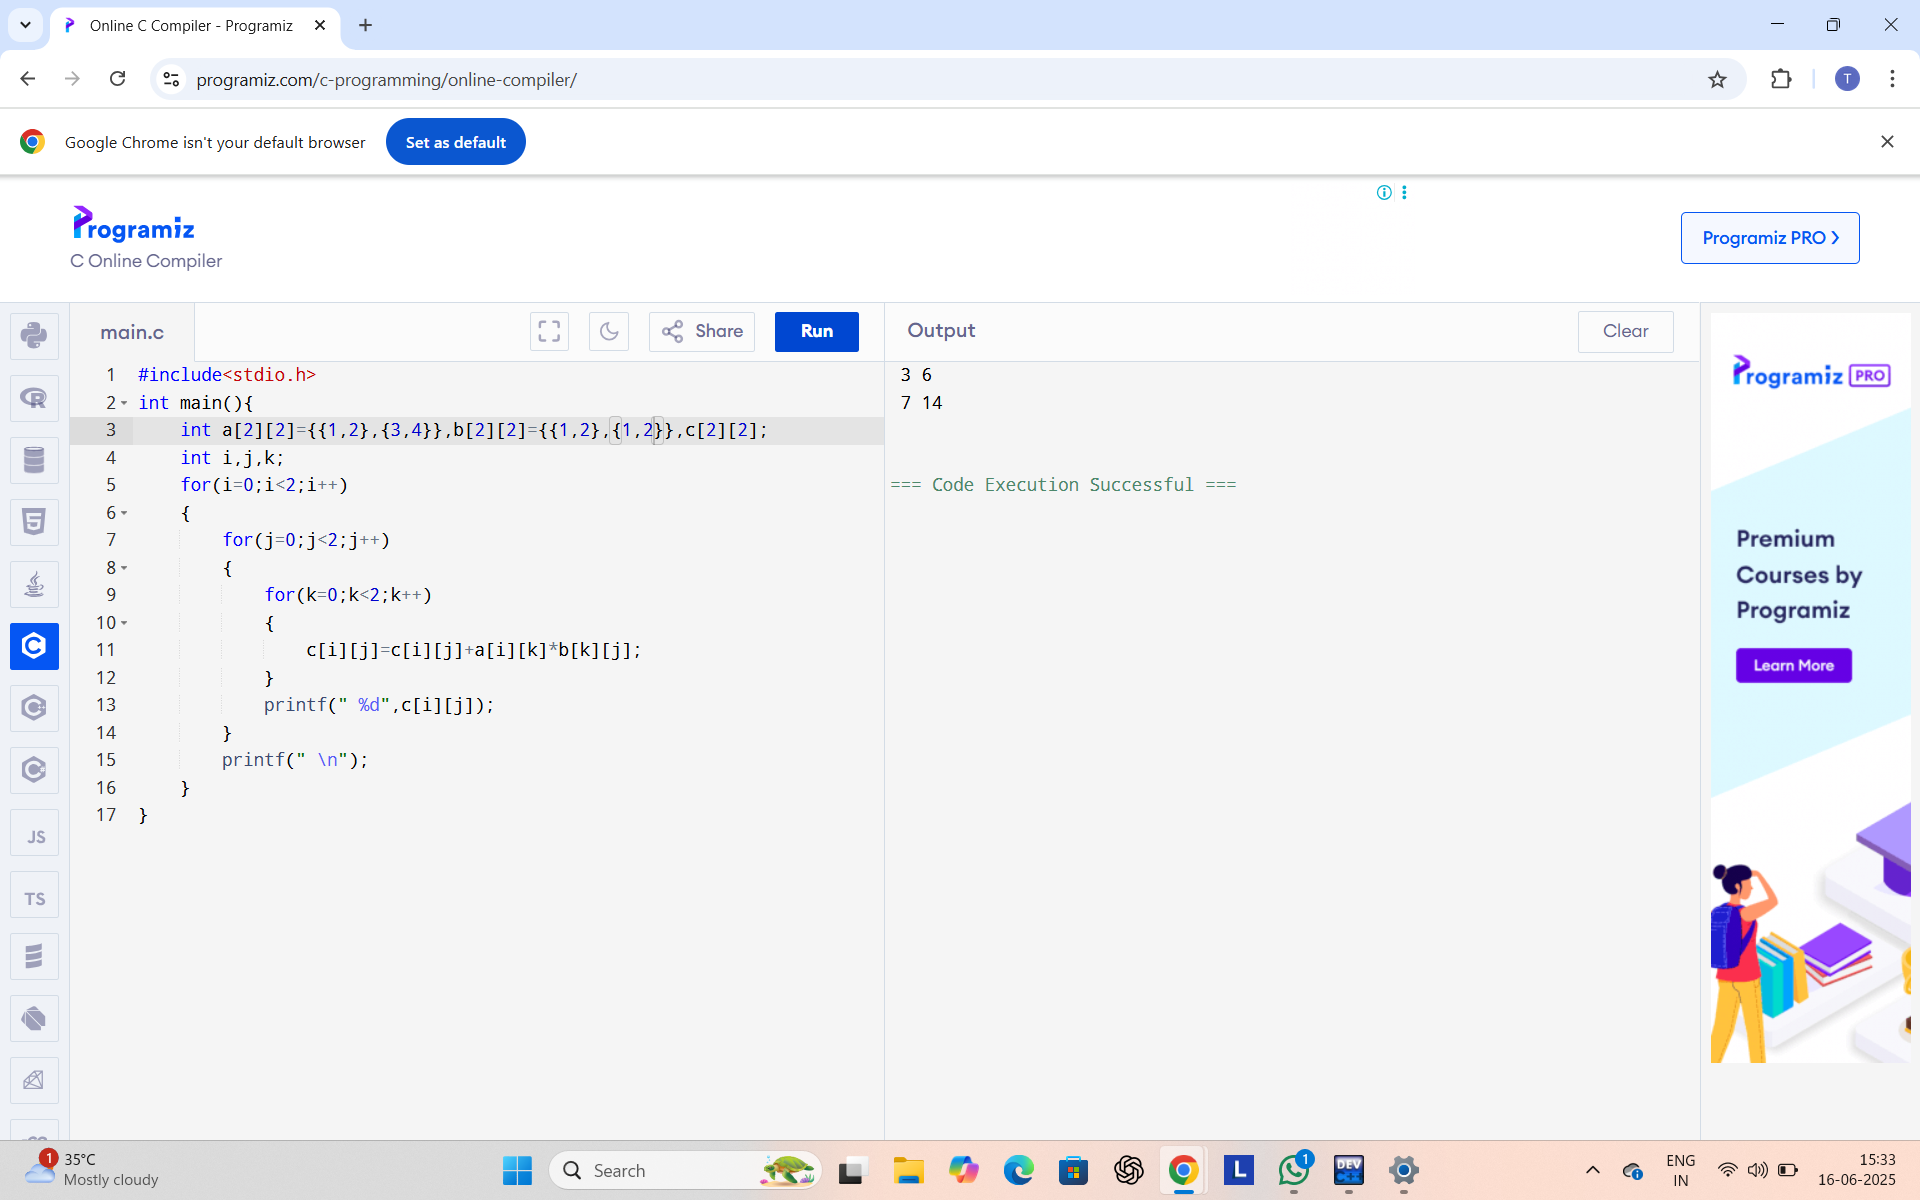 Online C Compiler - Programiz
programiz.com/c-programming/online-compiler/
T
Google Chrome isn't your default browser
Set as default
Programiz
C Online Compiler
Programiz PRO
main.c
Share
Run
Output
Clear
1 #include<stdio.h>
2 int main(){
3 int a[2][2]={{1,2},{3,4}},b[2][2]={{1,2},{1,2}},c[2][2];
4 int i,j,k;
5 for(i=0;i<2;i++)
6 {
7 for(j=0;j<2;j++)
8 {
9 for(k=0;k<2;k++)
10 {
11 c[i][j]=c[i][j]+a[i][k]*b[k][j];
12 }
13 printf(" %d",c[i][j]);
14 }
15 printf(" \n");
16 }
17 }
3 6
7 14
=== Code Execution Successful ===
JS
TS
Programiz PRO
Premium
Courses by
Programiz
Learn More
1
35°C
Mostly cloudy
Search
L
1
DEV
ENG
IN
15:33
16-06-2025